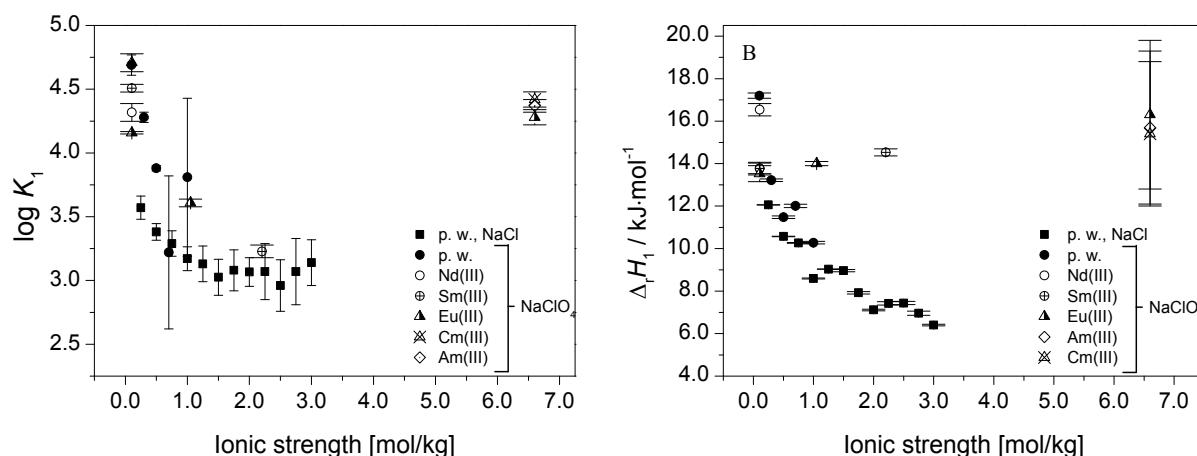 log K₁
5.0
4.5
4.0
3.5
3.0
2.5
0.0 1.0 2.0 3.0 4.0 5.0 6.0 7.0
Ionic strength [mol/kg]
p. w., NaCl
p. w.
Nd(III)
Sm(III)
Eu(III)
Cm(III)
Am(III)
NaClO₄
B
ΔᵣH₁ / kJ·mol⁻¹
18.0
16.0
14.0
12.0
10.0
8.0
6.0
4.0
0.0 1.0 2.0 3.0 4.0 5.0 6.0 7.0
Ionic strength [mol/kg]
p. w., NaCl
p. w.
Nd(III)
Sm(III)
Eu(III)
Am(III)
Cm(III)
NaClO